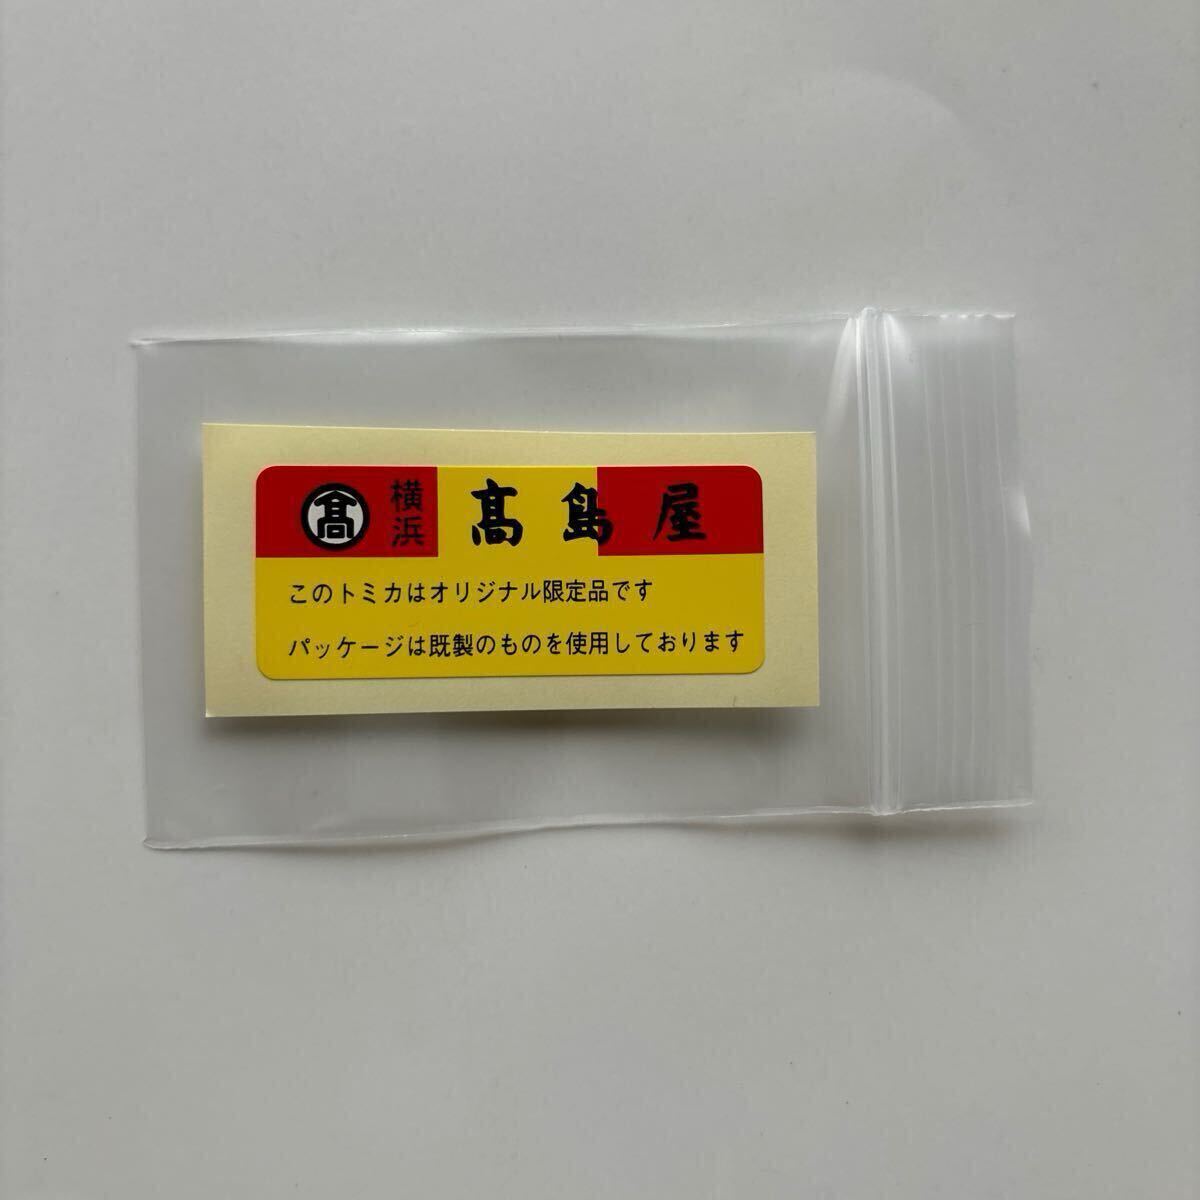 髙 横浜 髙島屋
このトミカはオリジナル限定品です
パッケージは既製のものを使用しております